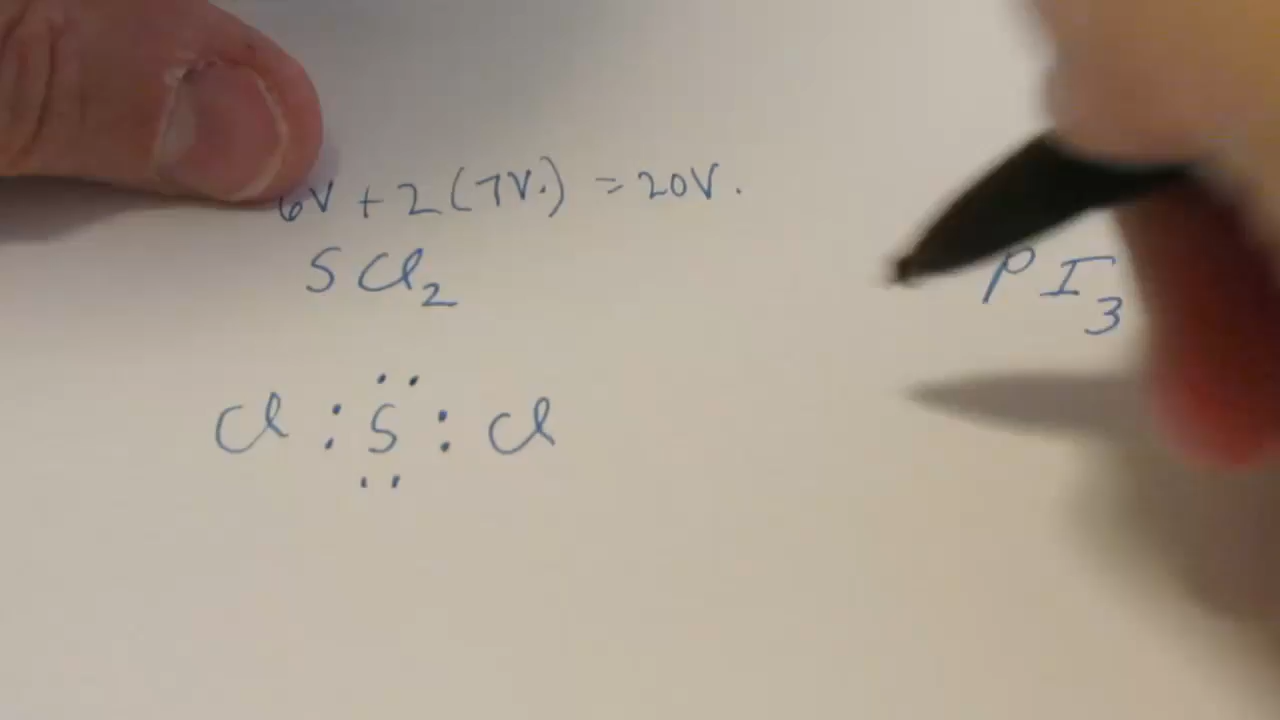 6V + 2(7V.) = 20V.
SCl2
PI3
Cl : S : Cl